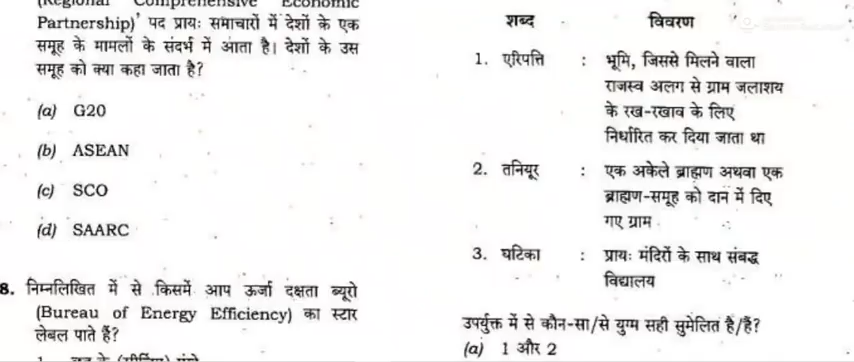 (Regional Comprehensive Economic
Partnership)' पद प्रायः समाचारों में देशों के एक
समूह के मामलों के संदर्भ में आता है। देशों के उस
समूह को क्या कहा जाता है?
(a) G20
(b) ASEAN
(c) SCO
(d) SAARC
8. निम्नलिखित में से किसमें आप ऊर्जा दक्षता ब्यूरो
(Bureau of Energy Efficiency) का स्टार
लेबल पाते हैं?
शब्द विवरण
1. एरिपत्ति : भूमि, जिससे मिलने वाला
राजस्व अलग से ग्राम जलाशय
के रख-रखाव के लिए
निर्धारित कर दिया जाता था
2. तनियूर : एक अकेले ब्राह्मण अथवा एक
ब्राह्मण-समूह को दान में दिए
गए ग्राम
3. घटिका : प्रायः मंदिरों के साथ संबद्ध
विद्यालय
उपर्युक्त में से कौन-सा/से युग्म सही सुमेलित है/हैं?
(a) 1 और 2